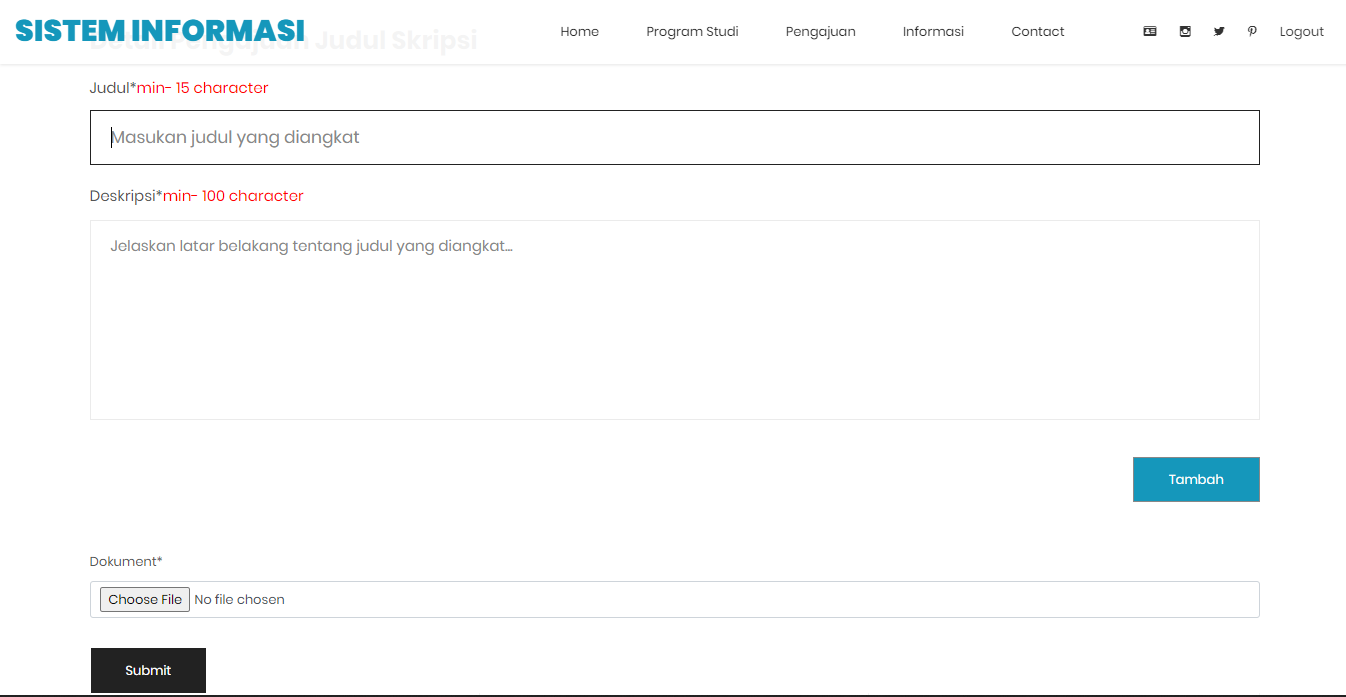 SISTEM INFORMASI
Home Program Studi Pengajuan Informasi Contact Logout
Detail Pengajuan Judul Skripsi
Judul*min- 15 character
Masukan judul yang diangkat
Deskripsi*min- 100 character
Jelaskan latar belakang tentang judul yang diangkat...
Tambah
Dokument*
Choose File No file chosen
Submit